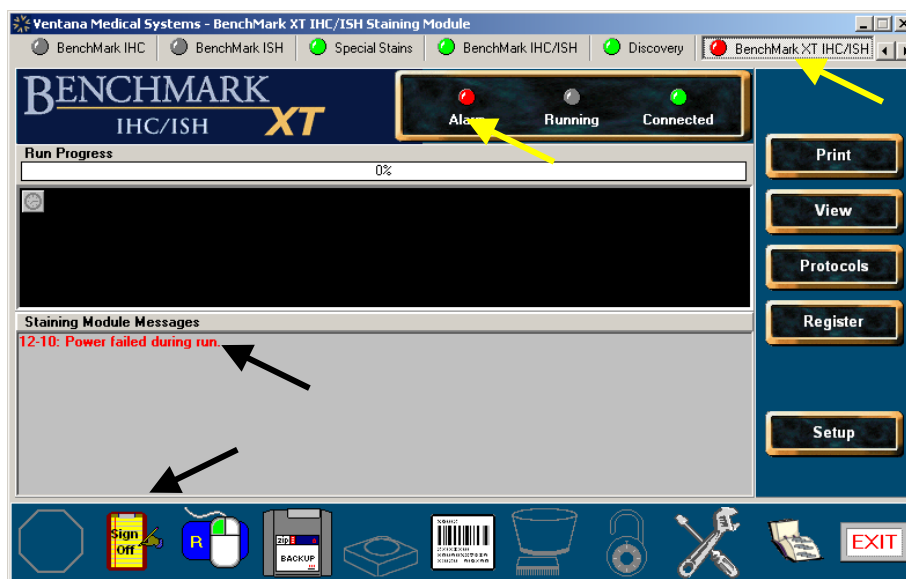 Ventana Medical Systems - BenchMark XT IHC/ISH Staining Module
BenchMark IHC
BenchMark ISH
Special Stains
BenchMark IHC/ISH
Discovery
BenchMark XT IHC/ISH
BENCHMARK
IHC/ISH XT
Running
Connected
Run Progress
0%
Print
View
Protocols
Register
Staining Module Messages
12-10: Power failed during run.
Setup
Sign
Off
R
zip
BACKUP
EXIT